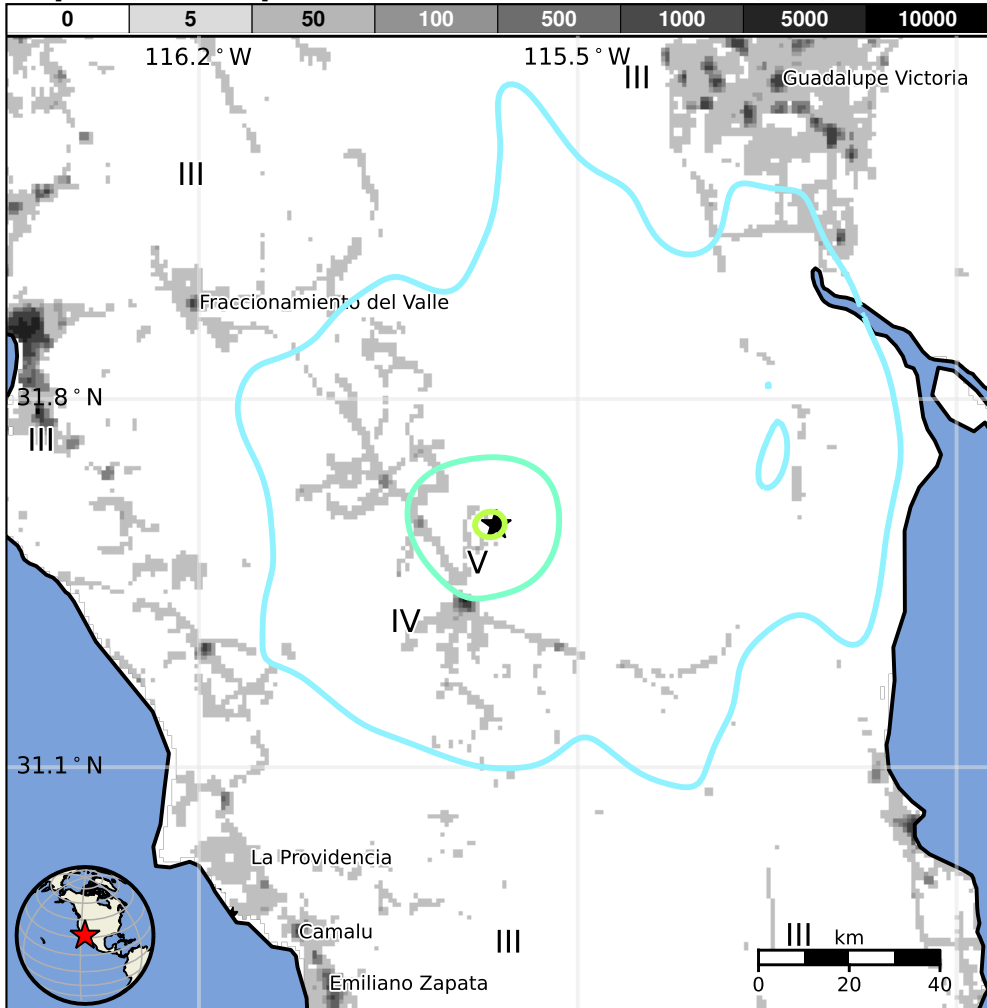 0 5 50 100 500 1000 5000 10000
116.2°W 115.5°W
III Guadalupe Victoria
III
Fraccionamiento del Valle
31.8°N
III
V
IV
31.1°N
La Providencia
Camalu
III
III km
Emiliano Zapata
0 20 40